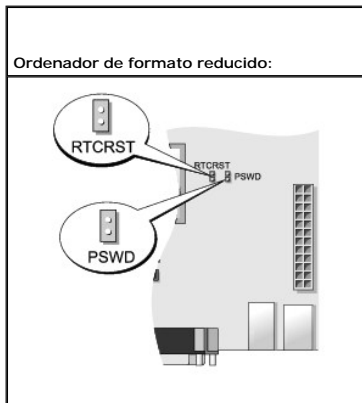 Ordenador de formato reducido:
RTCRST
RTCRST
PSWD
PSWD